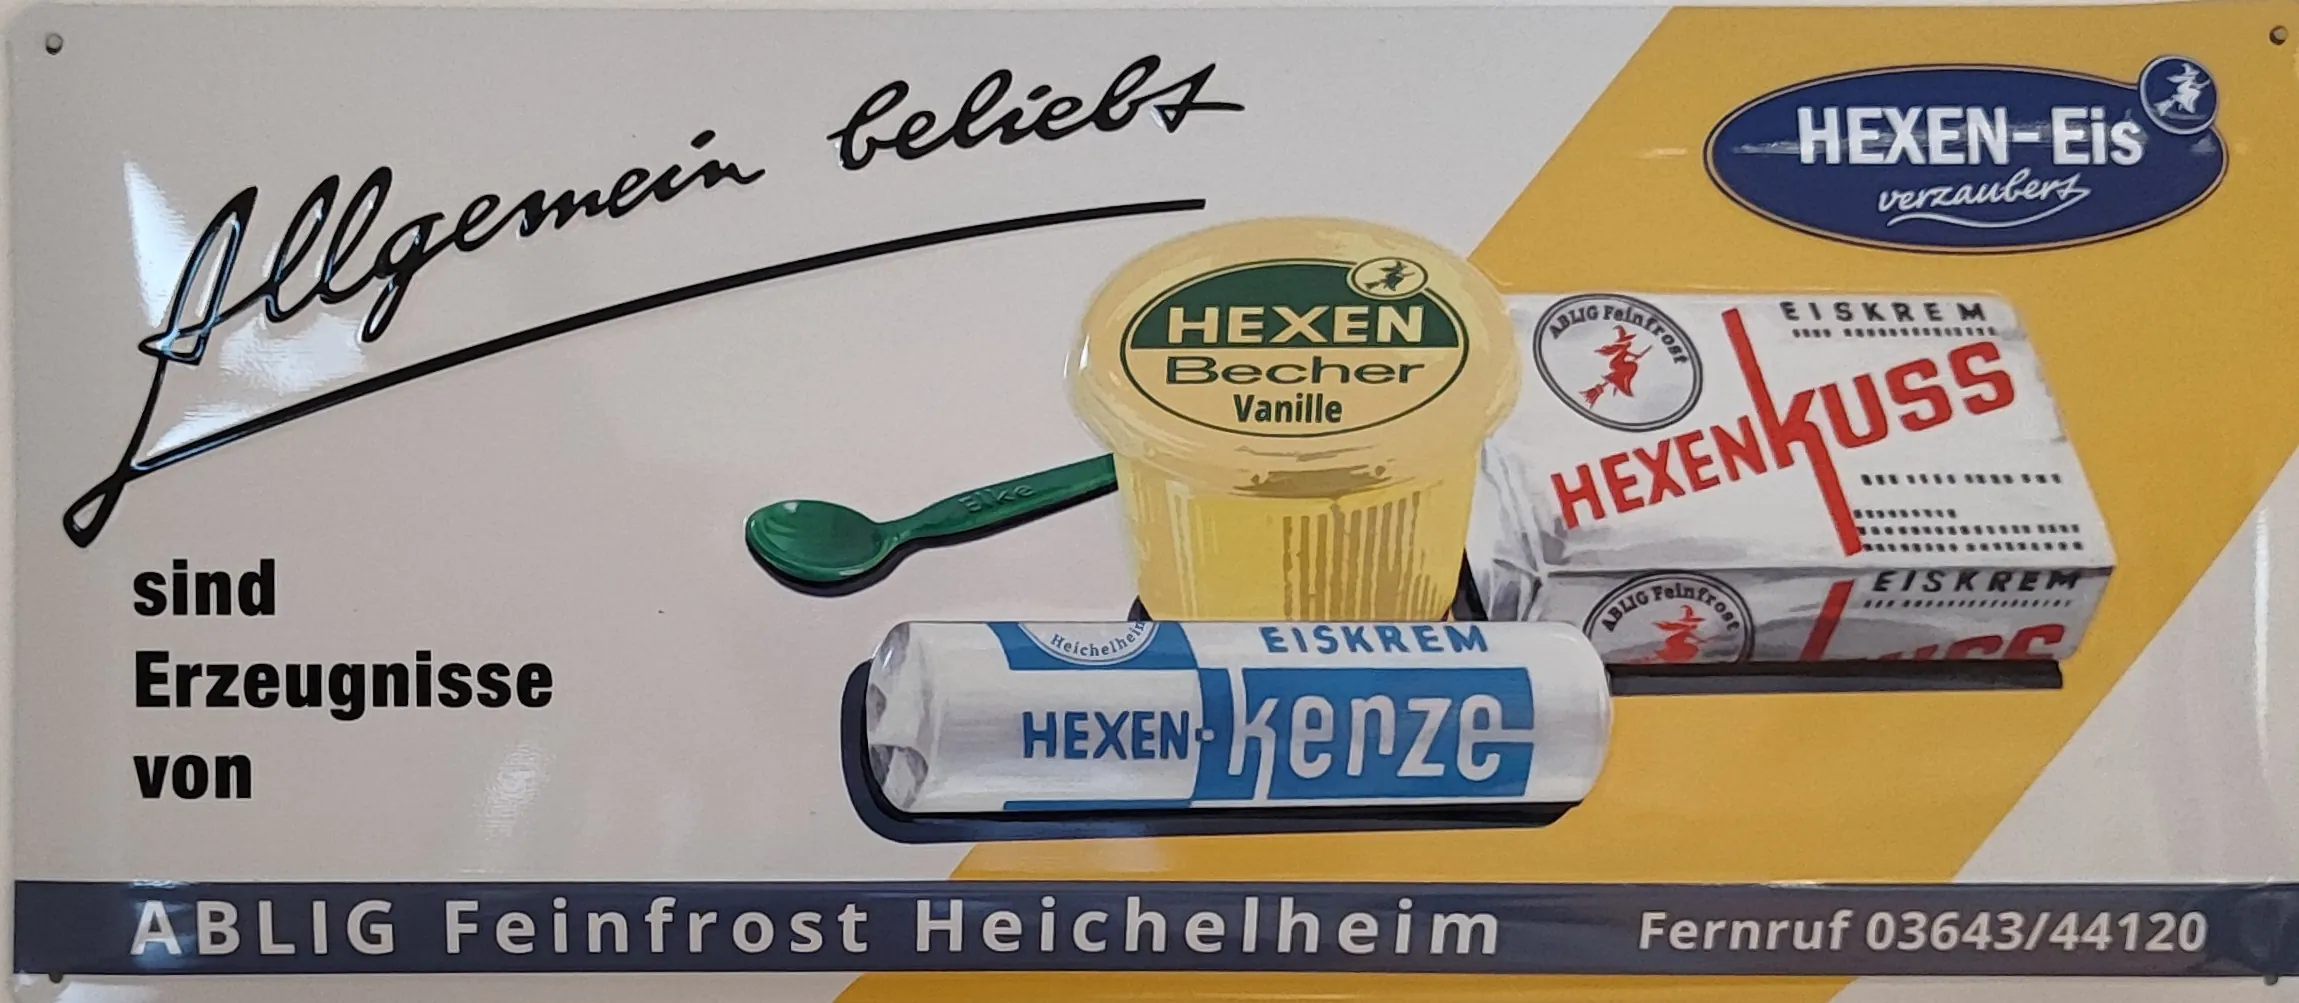 Allgemein beliebt
HEXEN-Eis
verzaubert
sind
Erzeugnisse
von
HEXEN
Becher
Vanille
Elke
ABLIG Feinfrost
EISKREM
HEXENKUSS
ABLIG Feinfrost
EISKREM
KUSS
Heichelheim
EISKREM
HEXEN-kerze
ABLIG Feinfrost Heichelheim
Fernruf 03643/44120